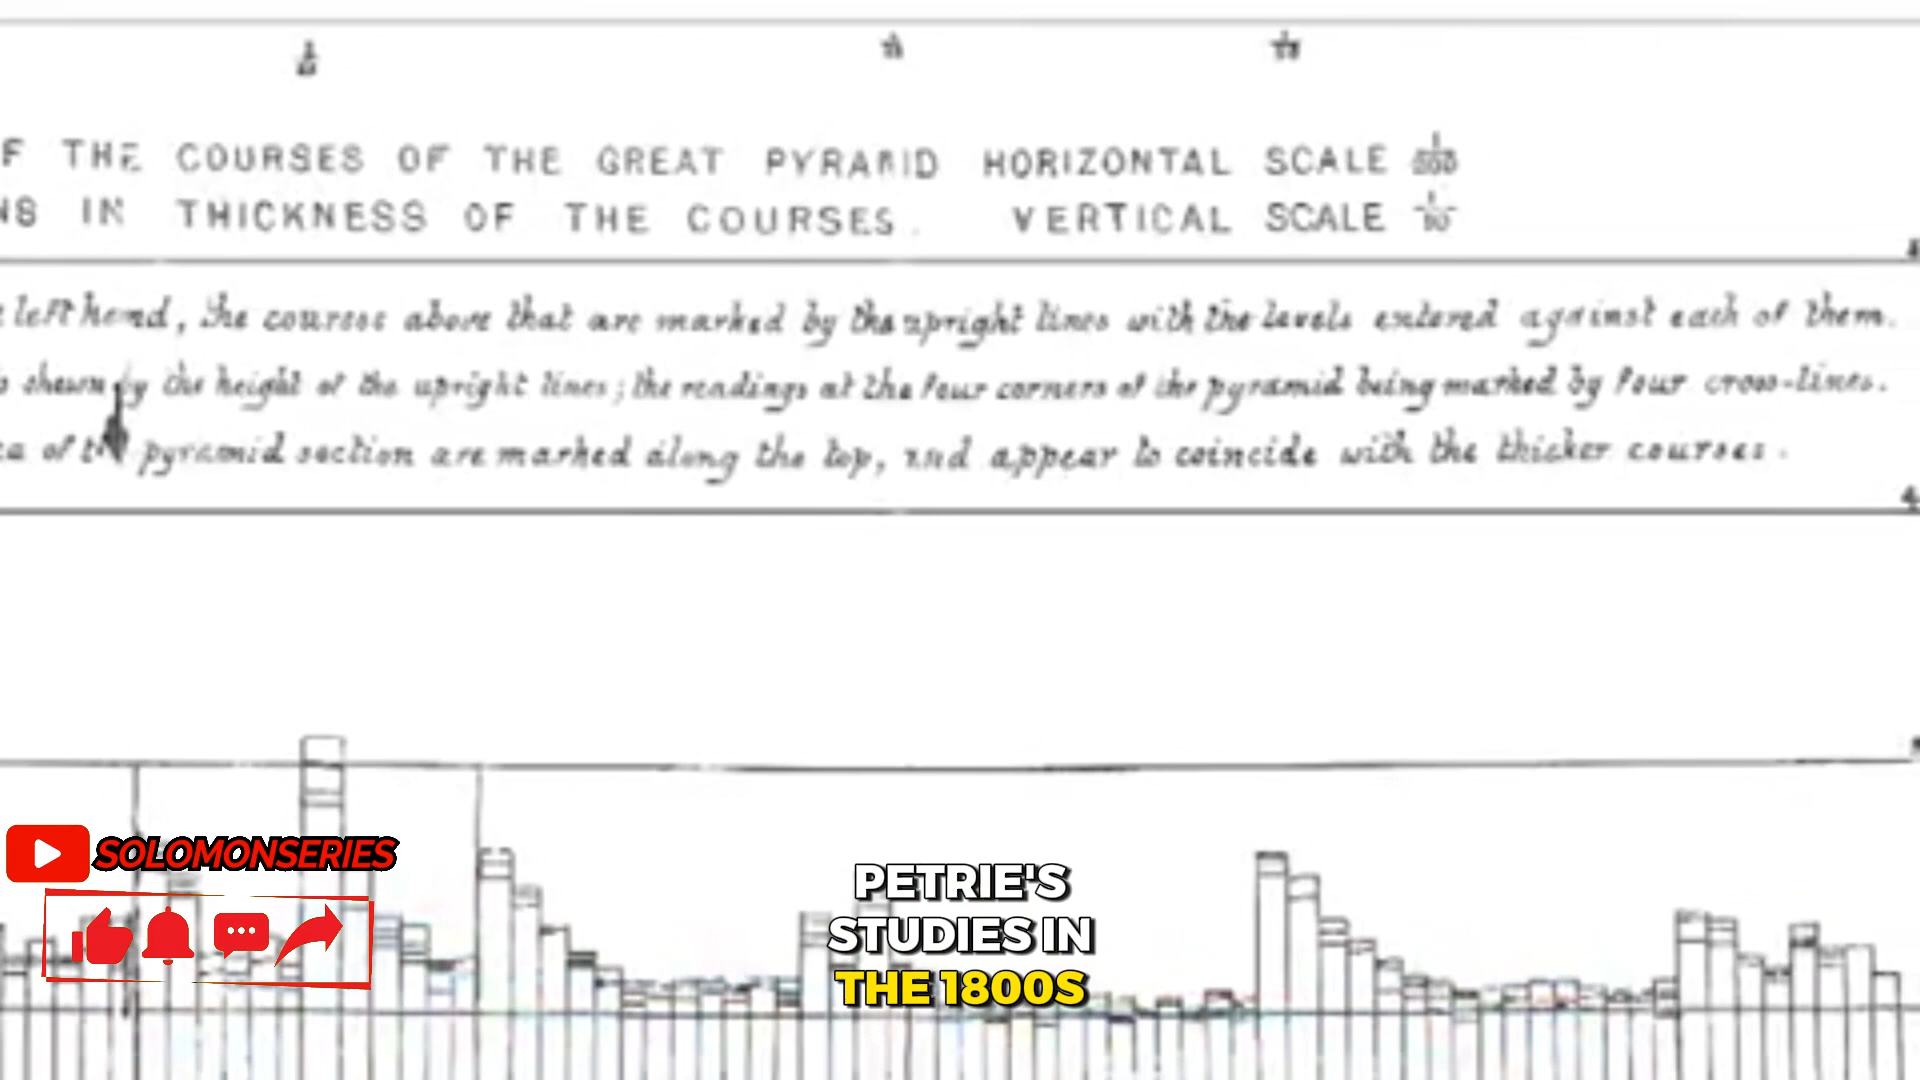 F THE COURSES OF THE GREAT PYRAMID HORIZONTAL SCALE
NS IN THICKNESS OF THE COURSES. VERTICAL SCALE 1/10
left hand, the courses above that are marked by the upright lines with the levels entered against each of them.
shewn by the height of the upright lines; the readings at the four corners of the pyramid being marked by four cross-lines.
of the pyramid section are marked along the top, and appear to coincide with the thicker courses.
SOLOMONSERIES
PETRIE'S
STUDIES IN
THE 1800S